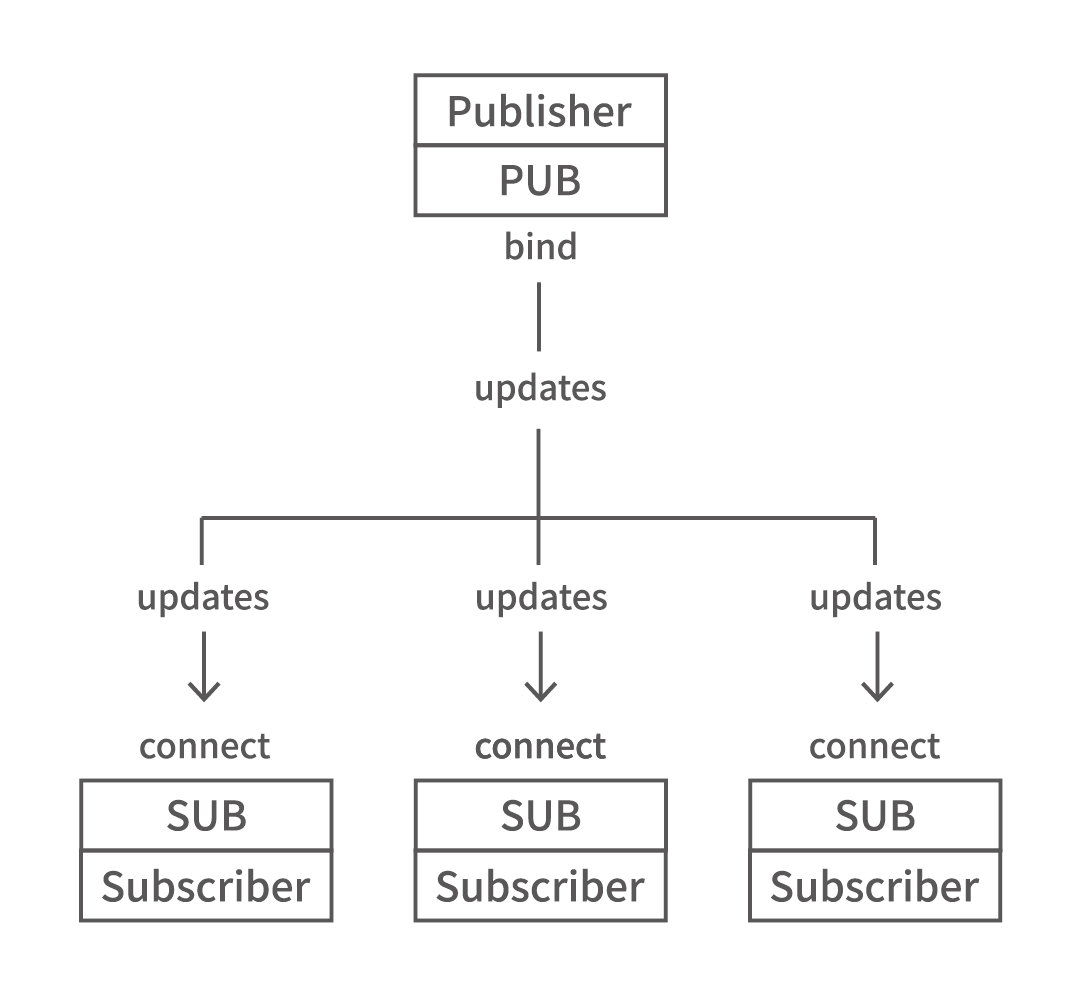 Publisher
PUB
bind
updates
updates updates updates
connect connect connect
SUB SUB SUB
Subscriber Subscriber Subscriber